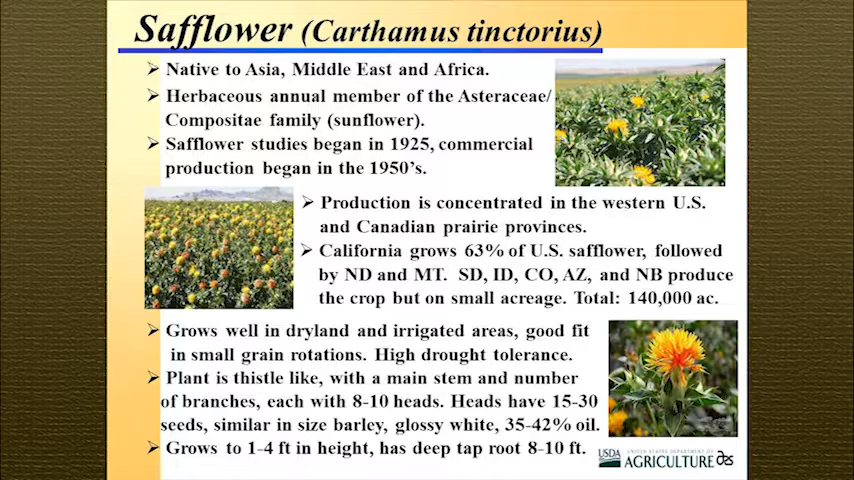 Safflower (Carthamus tinctorius)
➢ Native to Asia, Middle East and Africa.
➢ Herbaceous annual member of the Asteraceae/
Compositae family (sunflower).
➢ Safflower studies began in 1925, commercial
production began in the 1950's.
➢ Production is concentrated in the western U.S.
and Canadian prairie provinces.
➢ California grows 63% of U.S. safflower, followed
by ND and MT. SD, ID, CO, AZ, and NB produce
the crop but on small acreage. Total: 140,000 ac.
➢ Grows well in dryland and irrigated areas, good fit
in small grain rotations. High drought tolerance.
➢ Plant is thistle like, with a main stem and number
of branches, each with 8-10 heads. Heads have 15-30
seeds, similar in size barley, glossy white, 35-42% oil.
➢ Grows to 1-4 ft in height, has deep tap root 8-10 ft.
USDA
UNITED STATES DEPARTMENT OF
AGRICULTURE